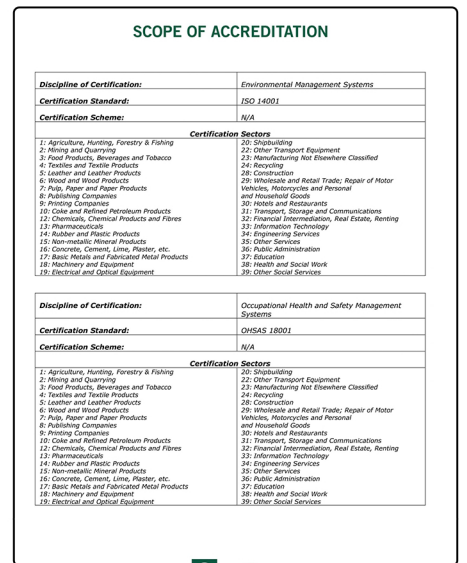 SCOPE OF ACCREDITATION
Discipline of Certification: Environmental Management Systems
Certification Standard: ISO 14001
Certification Scheme: N/A
Certification Sectors
1: Agriculture, Hunting, Forestry & Fishing
2: Mining and Quarrying
3: Food Products, Beverages and Tobacco
4: Textiles and Textile Products
5: Leather and Leather Products
6: Wood and Wood Products
7: Pulp, Paper and Paper Products
8: Publishing Companies
9: Printing Companies
10: Coke and Refined Petroleum Products
12: Chemicals, Chemical Products and Fibres
13: Pharmaceuticals
14: Rubber and Plastic Products
15: Non-metallic Mineral Products
16: Concrete, Cement, Lime, Plaster, etc.
17: Basic Metals and Fabricated Metal Products
18: Machinery and Equipment
19: Electrical and Optical Equipment
20: Shipbuilding
22: Other Transport Equipment
23: Manufacturing Not Elsewhere Classified
24: Recycling
28: Construction
29: Wholesale and Retail Trade; Repair of Motor
Vehicles, Motorcycles and Personal
and Household Goods
30: Hotels and Restaurants
31: Transport, Storage and Communications
32: Financial Intermediation, Real Estate, Renting
33: Information Technology
34: Engineering Services
35: Other Services
36: Public Administration
37: Education
38: Health and Social Work
39: Other Social Services
Discipline of Certification: Occupational Health and Safety Management
Systems
Certification Standard: OHSAS 18001
Certification Scheme: N/A
Certification Sectors
1: Agriculture, Hunting, Forestry & Fishing
2: Mining and Quarrying
3: Food Products, Beverages and Tobacco
4: Textiles and Textile Products
5: Leather and Leather Products
6: Wood and Wood Products
7: Pulp, Paper and Paper Products
8: Publishing Companies
9: Printing Companies
10: Coke and Refined Petroleum Products
12: Chemicals, Chemical Products and Fibres
13: Pharmaceuticals
14: Rubber and Plastic Products
15: Non-metallic Mineral Products
16: Concrete, Cement, Lime, Plaster, etc.
17: Basic Metals and Fabricated Metal Products
18: Machinery and Equipment
19: Electrical and Optical Equipment
20: Shipbuilding
22: Other Transport Equipment
23: Manufacturing Not Elsewhere Classified
24: Recycling
28: Construction
29: Wholesale and Retail Trade; Repair of Motor
Vehicles, Motorcycles and Personal
and Household Goods
30: Hotels and Restaurants
31: Transport, Storage and Communications
32: Financial Intermediation, Real Estate, Renting
33: Information Technology
34: Engineering Services
35: Other Services
36: Public Administration
37: Education
38: Health and Social Work
39: Other Social Services